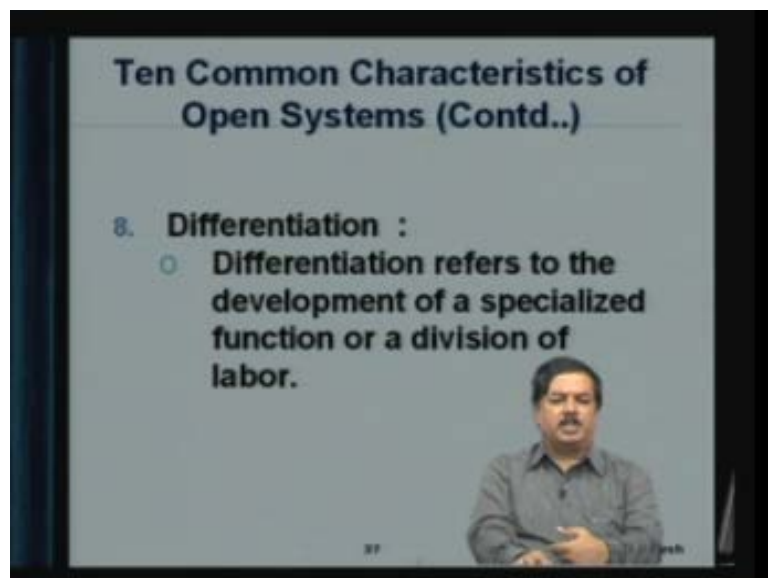 Ten Common Characteristics of
Open Systems (Contd..)
8. Differentiation :
o Differentiation refers to the
development of a specialized
function or a division of
labor.
37